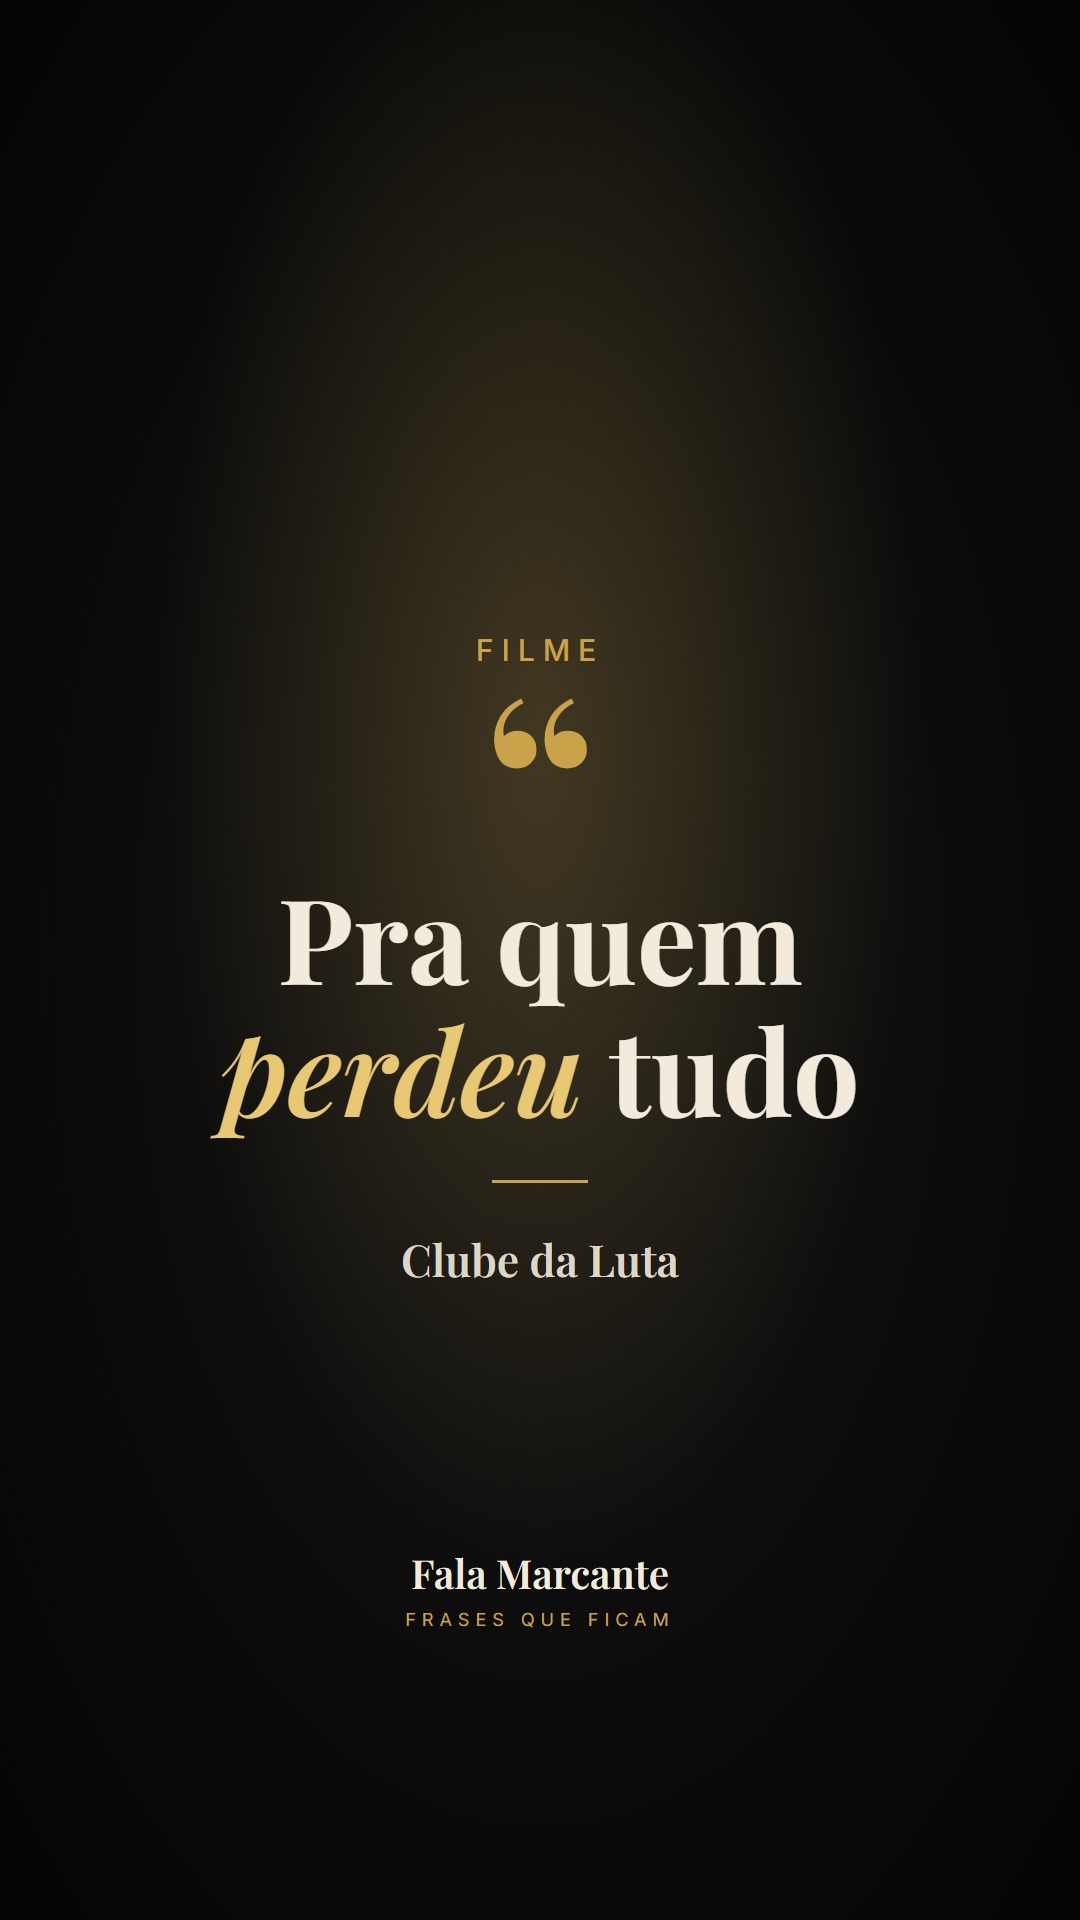 FILME
“
Pra quem
perdeu tudo
Clube da Luta
Fala Marcante
FRASES QUE FICAM